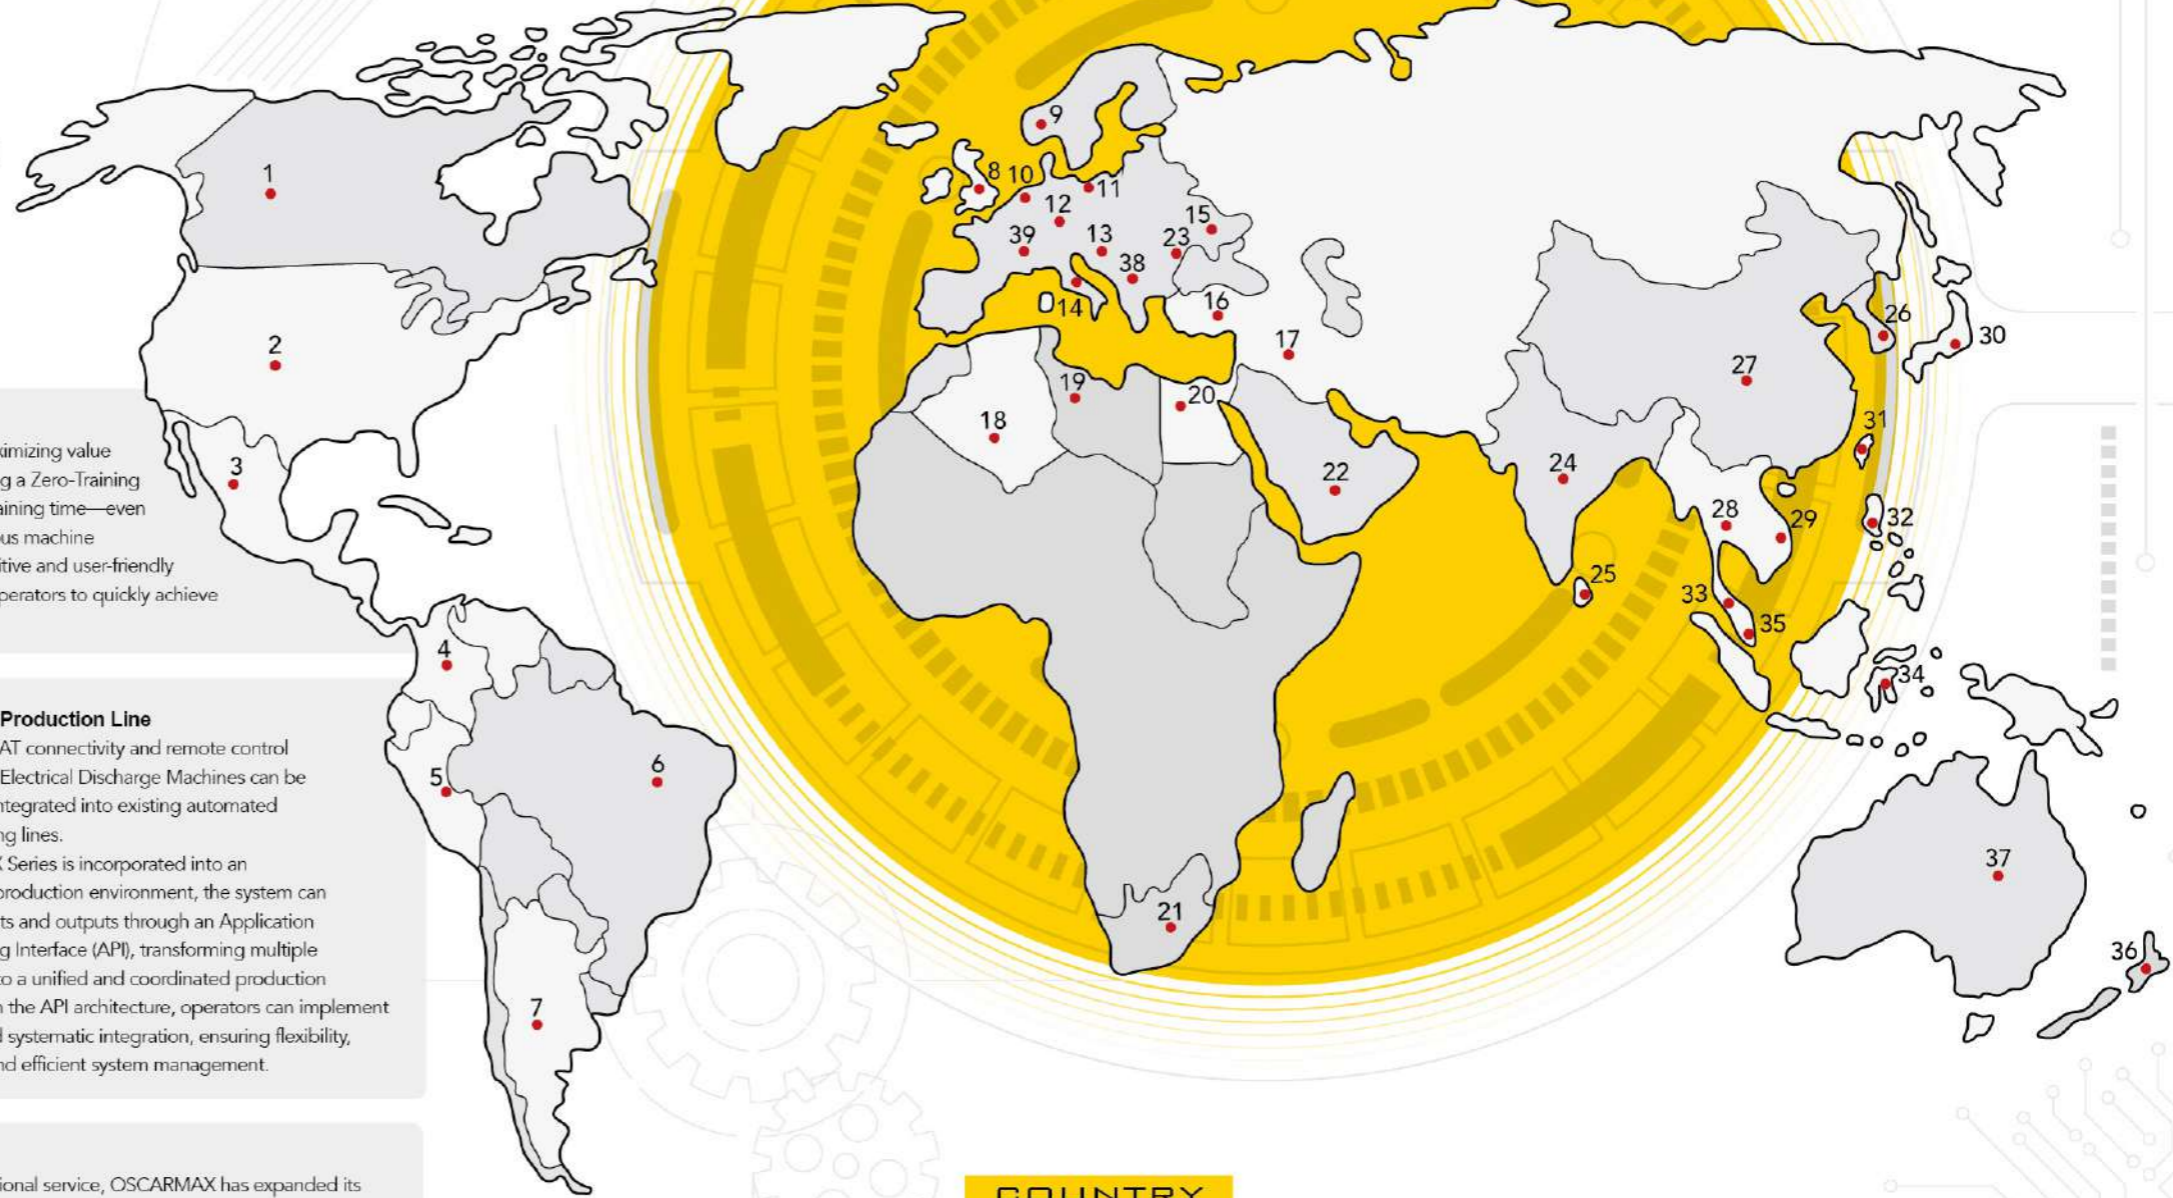 1
2
3
4
5
6
7
8
9
10
11
12
13
14
15
16
17
18
19
20
21
22
23
24
25
26
27
28
29
30
31
32
33
34
35
36
37
38
39
ximizing value
g a Zero-Training
aining time—even
us machine
itive and user-friendly
perators to quickly achieve
Production Line
AT connectivity and remote control
Electrical Discharge Machines can be
ntegrated into existing automated
ng lines.
X Series is incorporated into an
production environment, the system can
ts and outputs through an Application
g Interface (API), transforming multiple
to a unified and coordinated production
n the API architecture, operators can implement
d systematic integration, ensuring flexibility,
nd efficient system management.
ional service, OSCARMAX has expanded its
COUNTRY